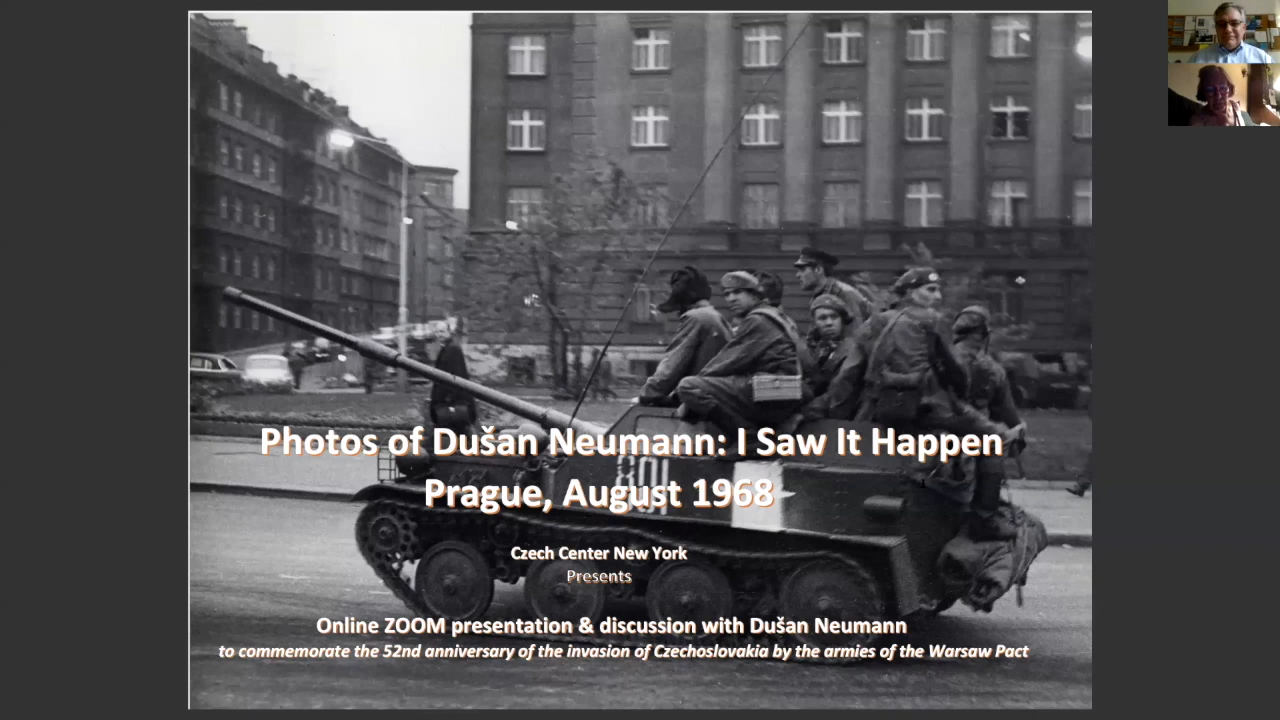 Photos of Dušan Neumann: I Saw It Happen
Prague, August 1968
801
Czech Center New York
Presents
Online ZOOM presentation & discussion with Dušan Neumann
to commemorate the 52nd anniversary of the invasion of Czechoslovakia by the armies of the Warsaw Pact